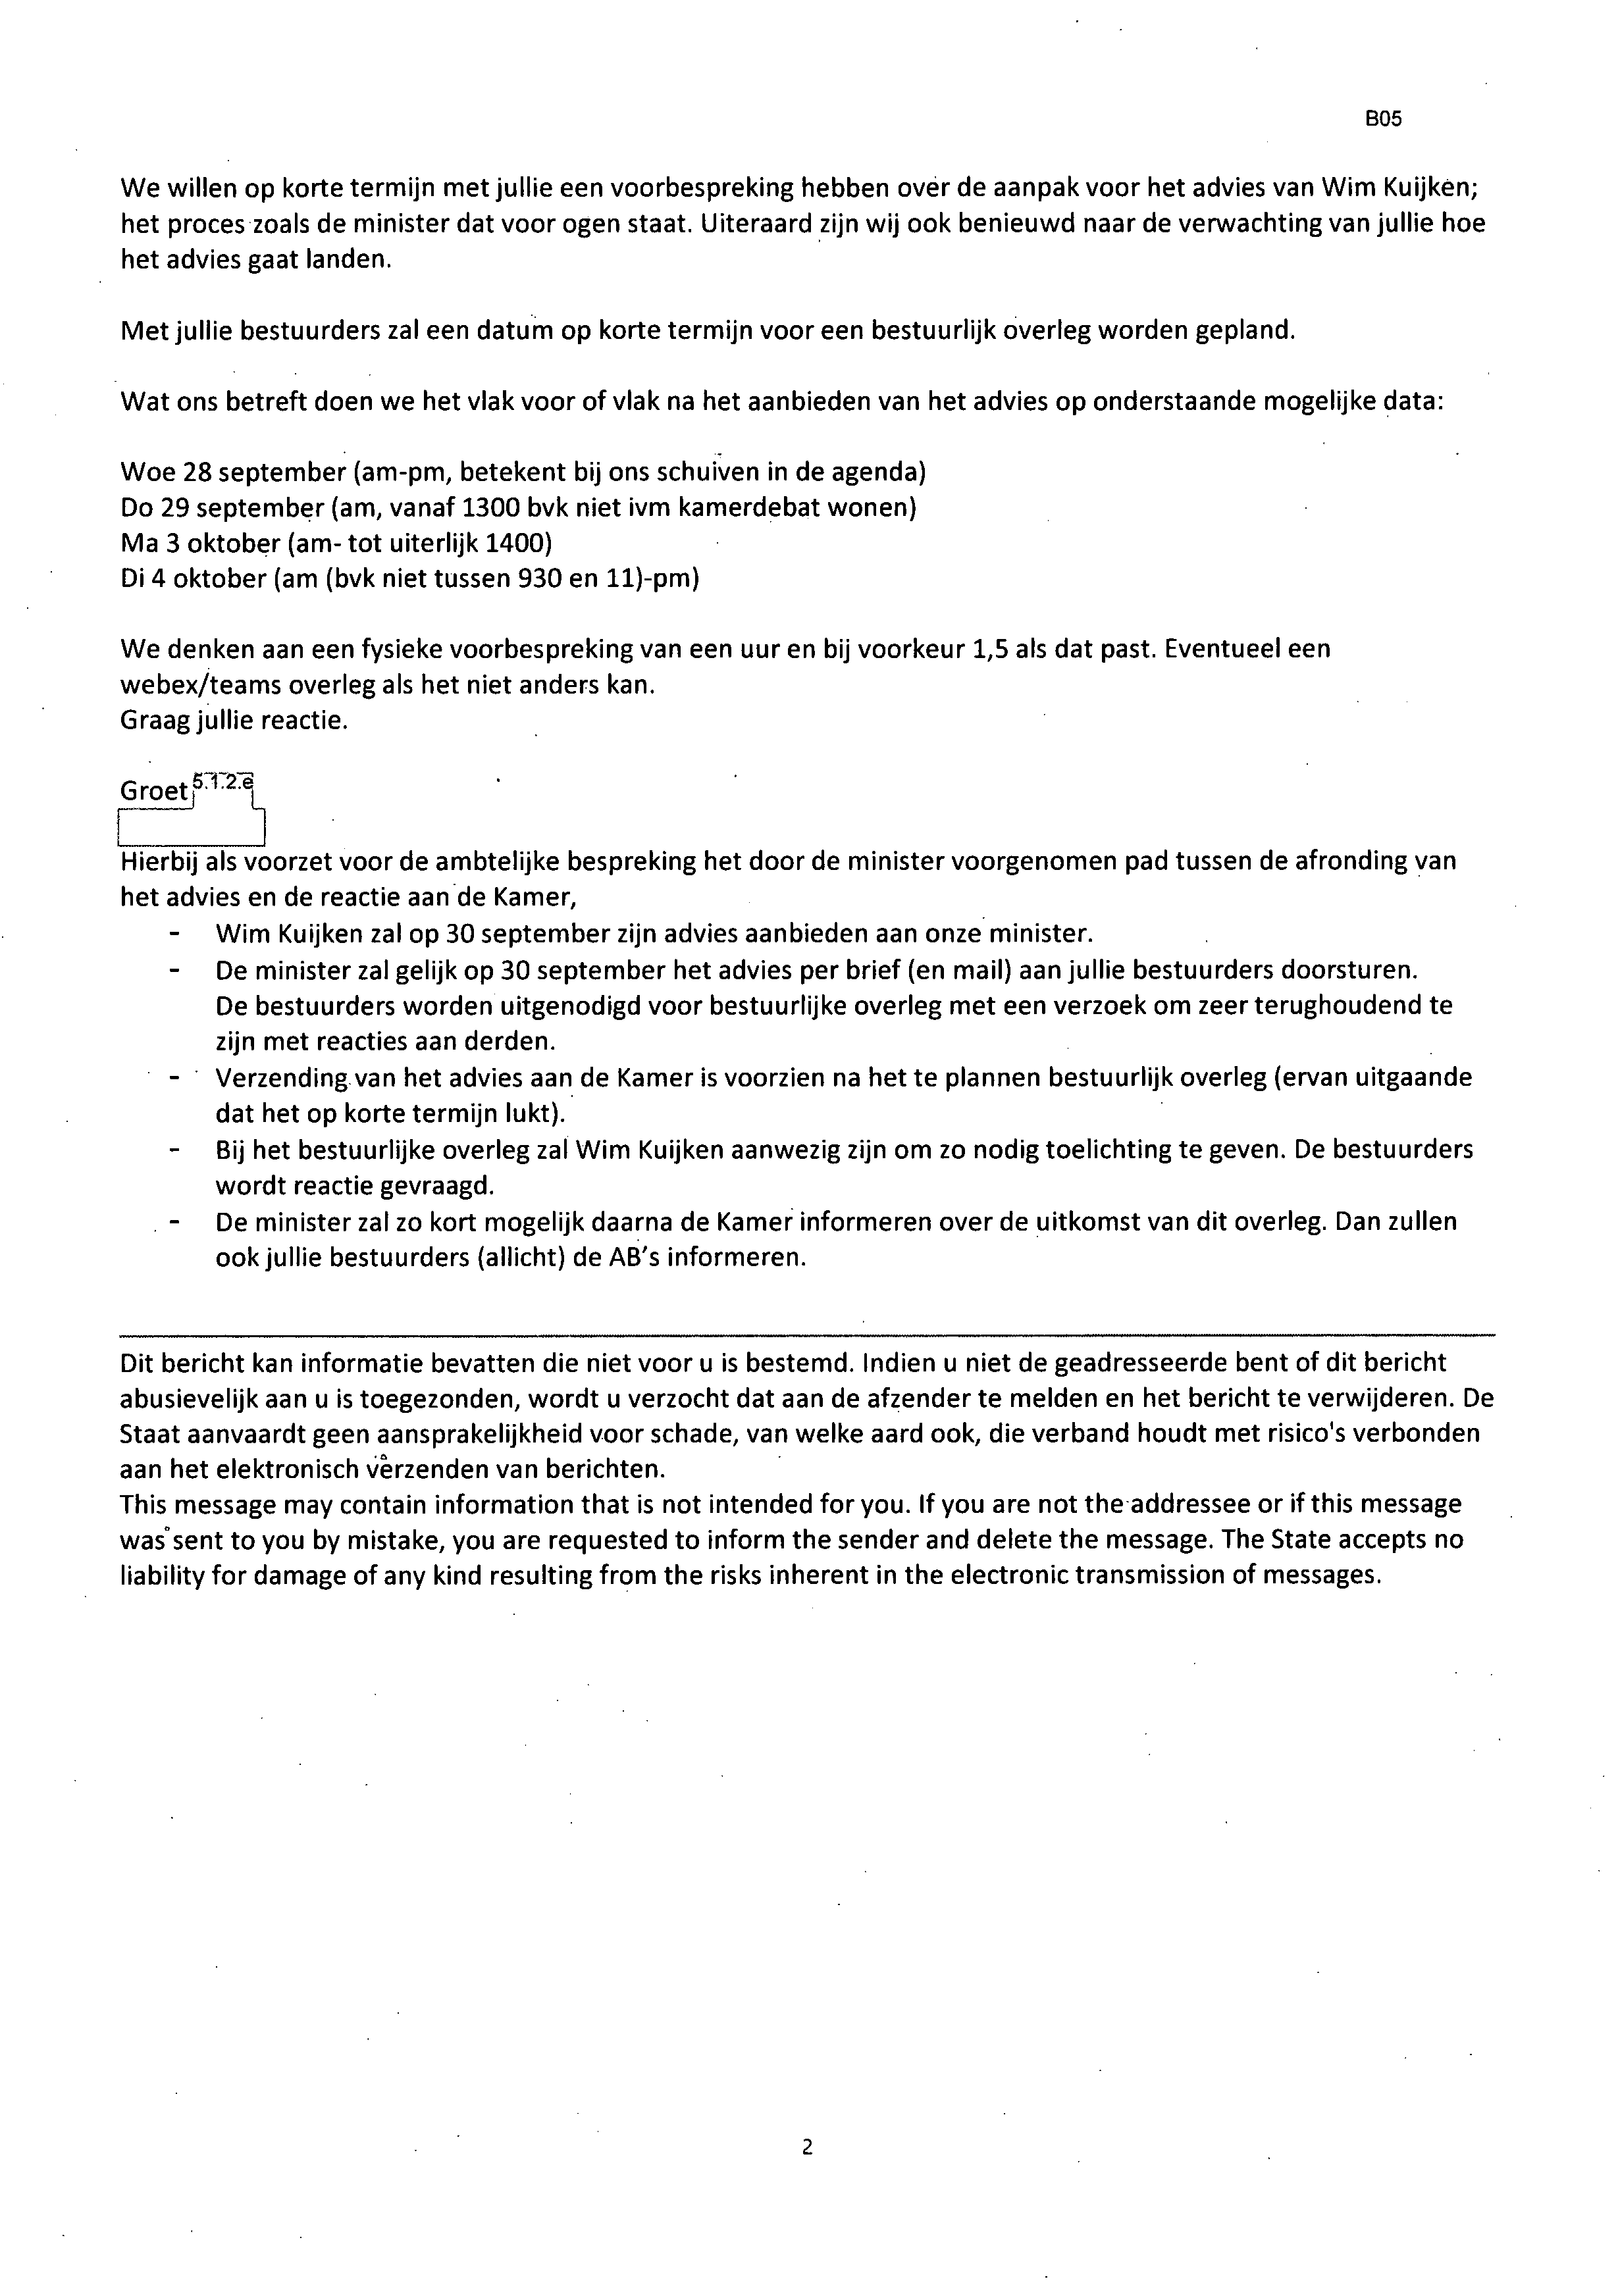 B05
We willen op korte termijn met jullie een voorbespreking hebben over de aanpak voor het advies van Wim Kuijken;
het proces zoals de minister dat voor ogen staat. Uiteraard zijn wij ook benieuwd naar de verwachting van jullie hoe
het advies gaat landen.
Met jullie bestuurders zal een datum op korte termijn voor een bestuurlijk overleg worden gepland.
Wat ons betreft doen we het vlak voor of vlak na het aanbieden van het advies op onderstaande mogelijke data:
Woe 28 september (am-pm, betekent bij ons schuiven in de agenda)
Do 29 september (am, vanaf 1300 bvk niet ivm kamerdebat wonen)
Ma 3 oktober (am- tot uiterlijk 1400)
Di 4 oktober (am (bvk niet tussen 930 en 11)-pm)
We denken aan een fysieke voorbespreking van een uur en bij voorkeur 1,5 als dat past. Eventueel een
webex/teams overleg als het niet anders kan.
Graag jullie reactie.
Groet 5.1.2.e
Hierbij als voorzet voor de ambtelijke bespreking het door de minister voorgenomen pad tussen de afronding van
het advies en de reactie aan de Kamer,
- Wim Kuijken zal op 30 september zijn advies aanbieden aan onze minister.
- De minister zal gelijk op 30 september het advies per brief (en mail) aan jullie bestuurders doorsturen.
De bestuurders worden uitgenodigd voor bestuurlijke overleg met een verzoek om zeer terughoudend te
zijn met reacties aan derden.
- Verzending van het advies aan de Kamer is voorzien na het te plannen bestuurlijk overleg (ervan uitgaande
dat het op korte termijn lukt).
- Bij het bestuurlijke overleg zal Wim Kuijken aanwezig zijn om zo nodig toelichting te geven. De bestuurders
wordt reactie gevraagd.
- De minister zal zo kort mogelijk daarna de Kamer informeren over de uitkomst van dit overleg. Dan zullen
ook jullie bestuurders (allicht) de AB's informeren.
Dit bericht kan informatie bevatten die niet voor u is bestemd. Indien u niet de geadresseerde bent of dit bericht
abusievelijk aan u is toegezonden, wordt u verzocht dat aan de afzender te melden en het bericht te verwijderen. De
Staat aanvaardt geen aansprakelijkheid voor schade, van welke aard ook, die verband houdt met risico's verbonden
aan het elektronisch verzenden van berichten.
This message may contain information that is not intended for you. If you are not the addressee or if this message
was sent to you by mistake, you are requested to inform the sender and delete the message. The State accepts no
liability for damage of any kind resulting from the risks inherent in the electronic transmission of messages.
2